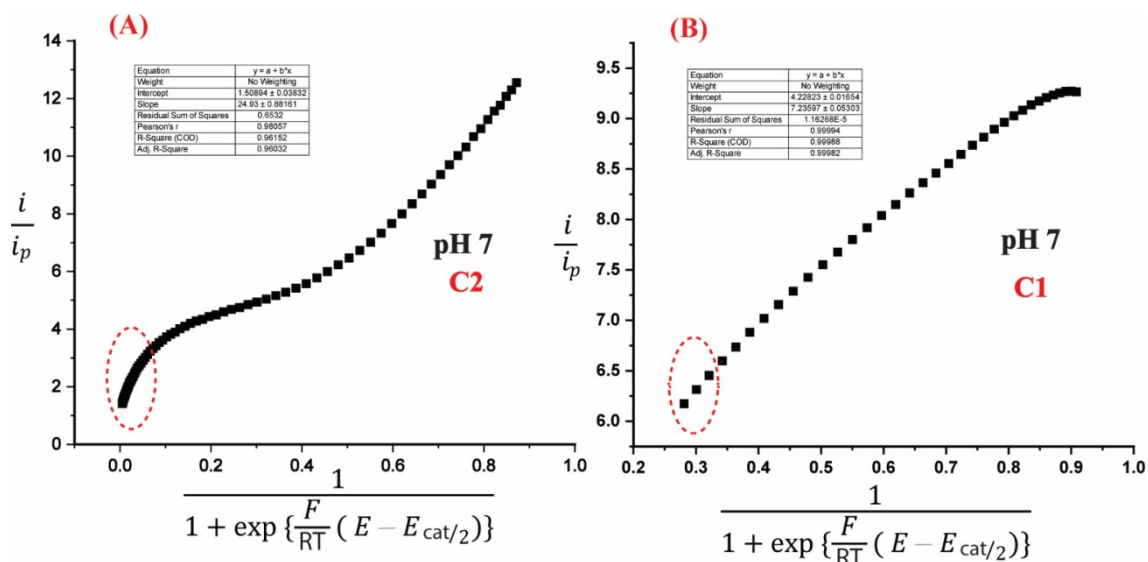 (A)
14
12
10
8
6
4
2
0
0.0 0.2 0.4 0.6 0.8 1.0
i
i_p
Equation y = a + b*x
Weight No Weighting
Intercept 1.50894 ± 0.03832
Slope 24.93 ± 0.88161
Residual Sum of Squares 0.6532
Pearson's r 0.98057
R-Square (COD) 0.96152
Adj. R-Square 0.96032
pH 7
C2
1
1 + exp {F/RT (E − E_cat/2)}
(B)
9.5
9.0
8.5
8.0
7.5
7.0
6.5
6.0
0.2 0.3 0.4 0.5 0.6 0.7 0.8 0.9 1.0
i
i_p
Equation y = a + b*x
Weight No Weighting
Intercept 4.22823 ± 0.01654
Slope 7.23597 ± 0.05303
Residual Sum of Squares 1.16268E-5
Pearson's r 0.99994
R-Square (COD) 0.99988
Adj. R-Square 0.99982
pH 7
C1
1
1 + exp {F/RT (E − E_cat/2)}